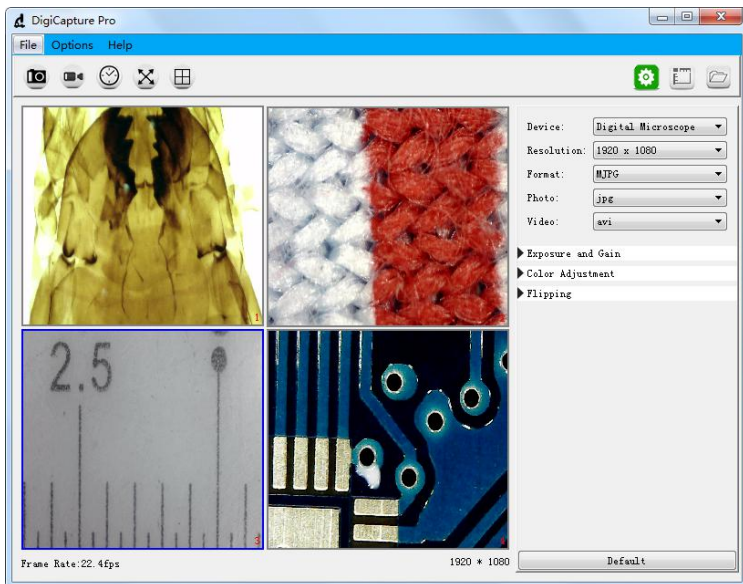 DigiCapture Pro
File Options Help
Device: Digital Microscope
Resolution: 1920 x 1080
Format: MJPG
Photo: jpg
Video: avi
Exposure and Gain
Color Adjustment
Flipping
1
2.5
3
4
Frame Rate:22.4fps
1920 * 1080
Default